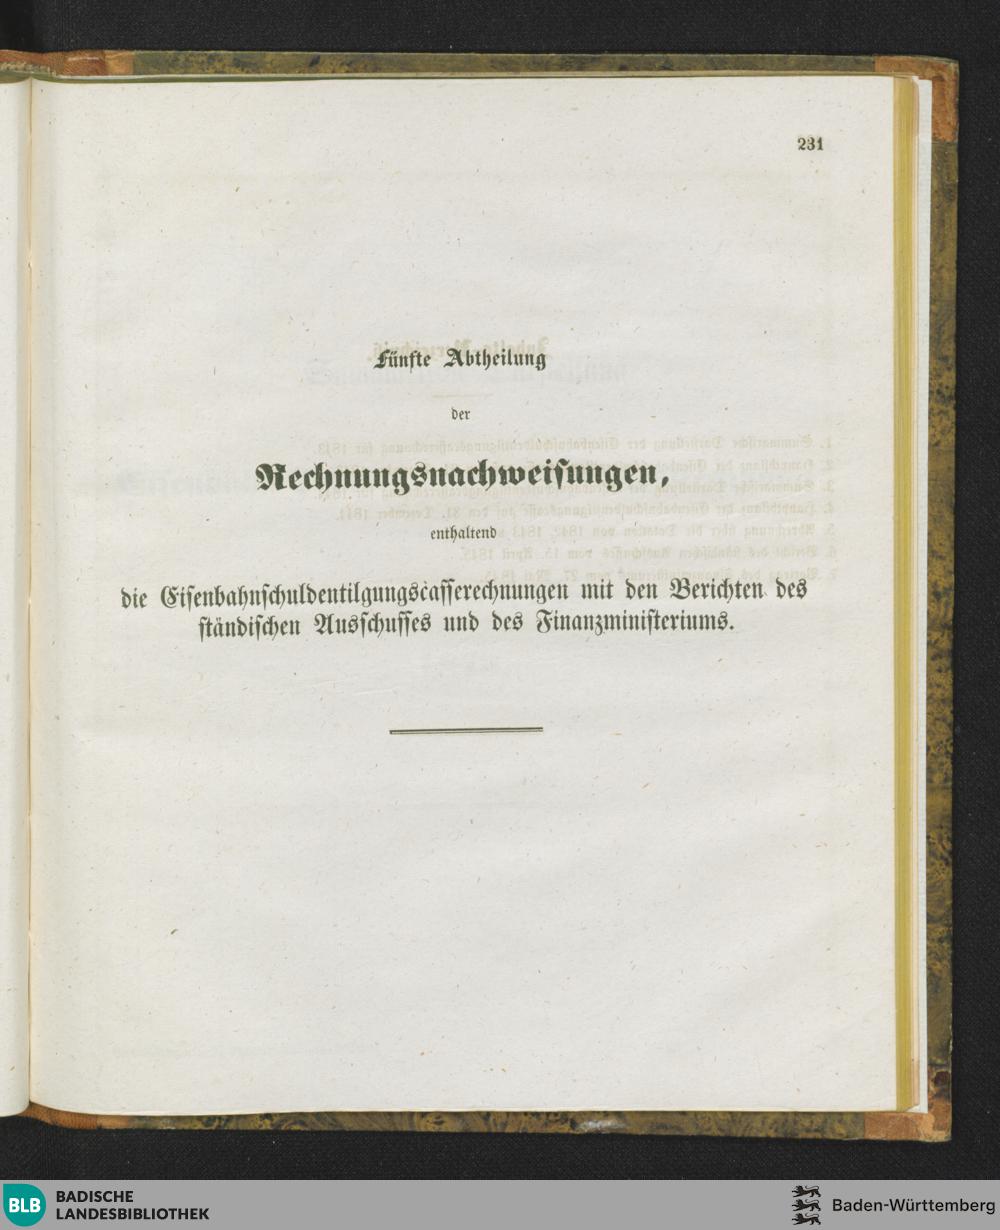 231
Fünfte Abtheilung
der
Rechnungsnachweisungen,
enthaltend
die Eisenbahnschuldentilgungscasserechnungen mit den Berichten des
ständischen Ausschusses und des Finanzministeriums.
BLB BADISCHE
LANDESBIBLIOTHEK
Baden-Württemberg